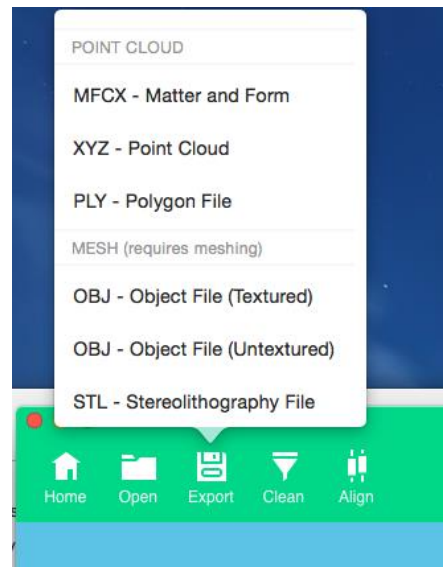 POINT CLOUD
MFCX - Matter and Form
XYZ - Point Cloud
PLY - Polygon File
MESH (requires meshing)
OBJ - Object File (Textured)
OBJ - Object File (Untextured)
STL - Stereolithography File
Home Open Export Clean Align